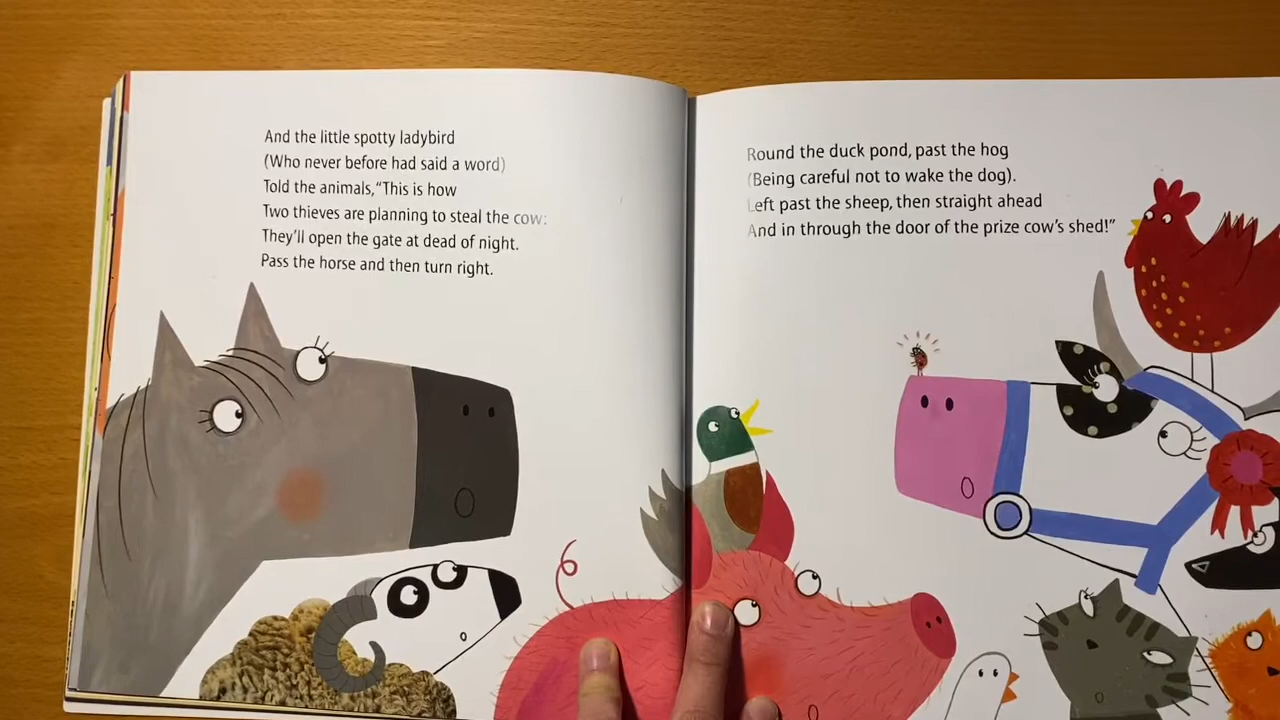 And the little spotty ladybird
(Who never before had said a word)
Told the animals, “This is how
Two thieves are planning to steal the cow:
They’ll open the gate at dead of night.
Pass the horse and then turn right.
Round the duck pond, past the hog
(Being careful not to wake the dog).
Left past the sheep, then straight ahead
And in through the door of the prize cow’s shed!”